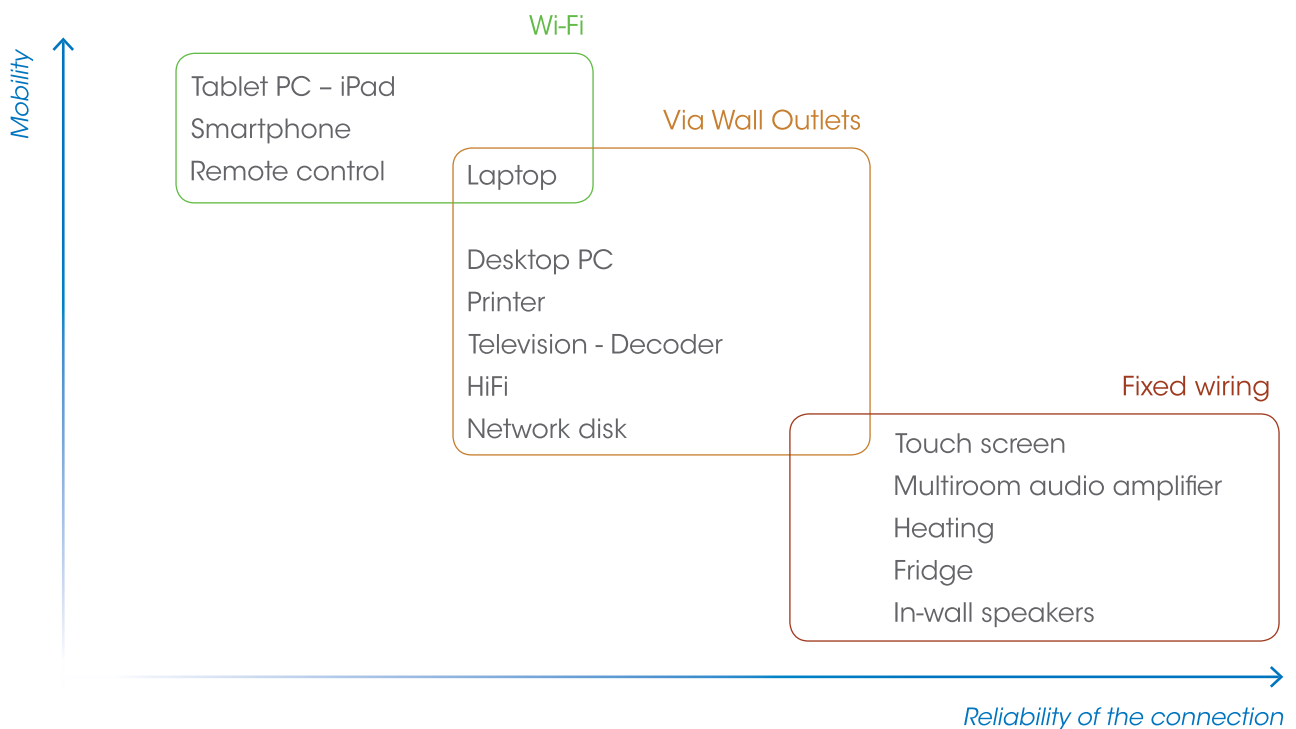 Wi-Fi
Mobility
Tablet PC – iPad
Smartphone
Remote control
Via Wall Outlets
Laptop
Desktop PC
Printer
Television - Decoder
HiFi
Network disk
Fixed wiring
Touch screen
Multiroom audio amplifier
Heating
Fridge
In-wall speakers
Reliability of the connection